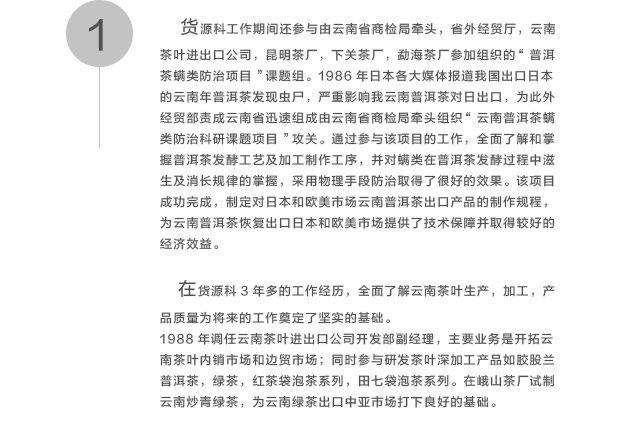 1
货源科工作期间还参与由云南省商检局牵头，省外经贸厅，云南
茶叶进出口公司，昆明茶厂，下关茶厂，勐海茶厂参加组织的“ 普洱
茶螨类防治项目 ”课题组。1986 年日本各大媒体报道我国出口日本
的云南年普洱茶发现虫尸，严重影响我云南普洱茶对日出口，为此外
经贸部责成云南省迅速组成由云南省商检局牵头组织“ 云南普洱茶螨
类防治科研课题项目 ”攻关。通过参与该项目的工作，全面了解和掌
握普洱茶发酵工艺及加工制作工序，并对螨类在普洱茶发酵过程中滋
生及消长规律的掌握，采用物理手段防治取得了很好的效果。该项目
成功完成，制定对日本和欧美市场云南普洱茶出口产品的制作规程，
为云南普洱茶恢复出口日本和欧美市场提供了技术保障并取得较好的
经济效益。
在货源科 3 年多的工作经历，全面了解云南茶叶生产，加工，产
品质量为将来的工作奠定了坚实的基础。
1988 年调任云南茶叶进出口公司开发部副经理，主要业务是开拓云
南茶叶内销市场和边贸市场；同时参与研发茶叶深加工产品如胶股兰
普洱茶，绿茶，红茶袋泡茶系列，田七袋泡茶系列。在峨山茶厂试制
云南炒青绿茶，为云南绿茶出口中亚市场打下良好的基础。